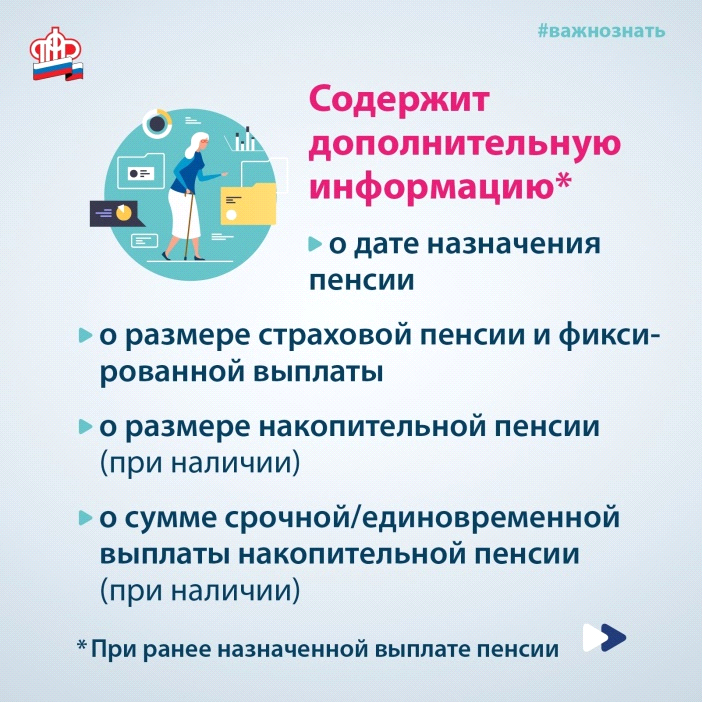 #важнознать
Содержит
дополнительную
информацию*
о дате назначения
пенсии
о размере страховой пенсии и фикси-
рованной выплаты
о размере накопительной пенсии
(при наличии)
о сумме срочной/единовременной
выплаты накопительной пенсии
(при наличии)
* При ранее назначенной выплате пенсии